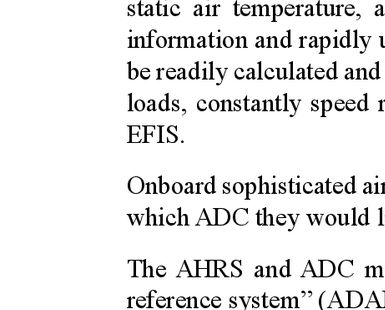 static air temperature, a
information and rapidly u
be readily calculated and
loads, constantly speed r
EFIS.
Onboard sophisticated air
which ADC they would l
The AHRS and ADC m
reference system” (ADA